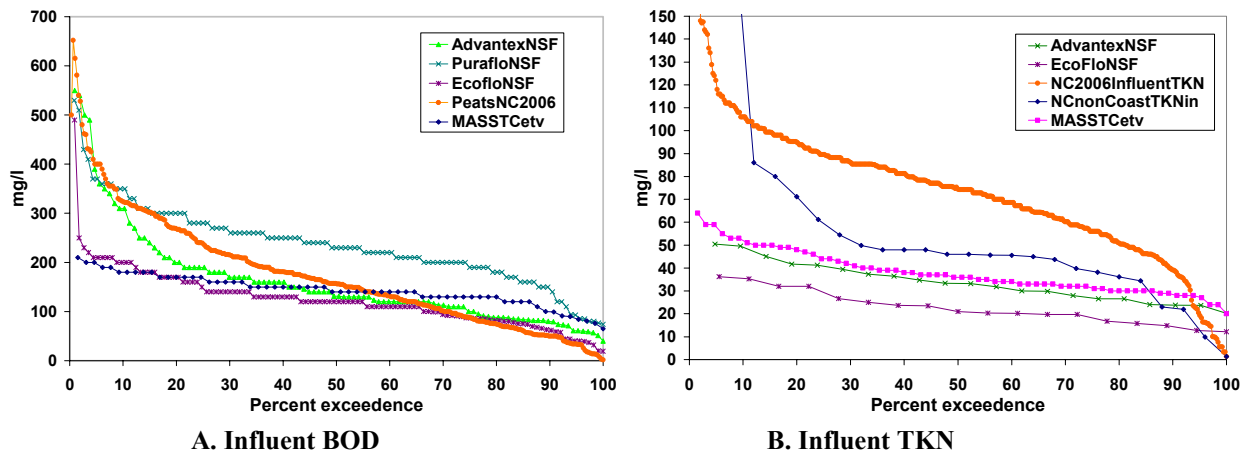 700
600
500
400
300
200
100
0
mg/l
0 10 20 30 40 50 60 70 80 90 100
Percent exceedence
AdvantexNSF
PurafloNSF
EcofloNSF
PeatsNC2006
MASSTCetv
A. Influent BOD
150
140
130
120
110
100
90
80
70
60
50
40
30
20
10
0
mg/l
0 10 20 30 40 50 60 70 80 90 100
Percent exceedence
AdvantexNSF
EcoFloNSF
NC2006InfluentTKN
NCnonCoastTKNin
MASSTCetv
B. Influent TKN